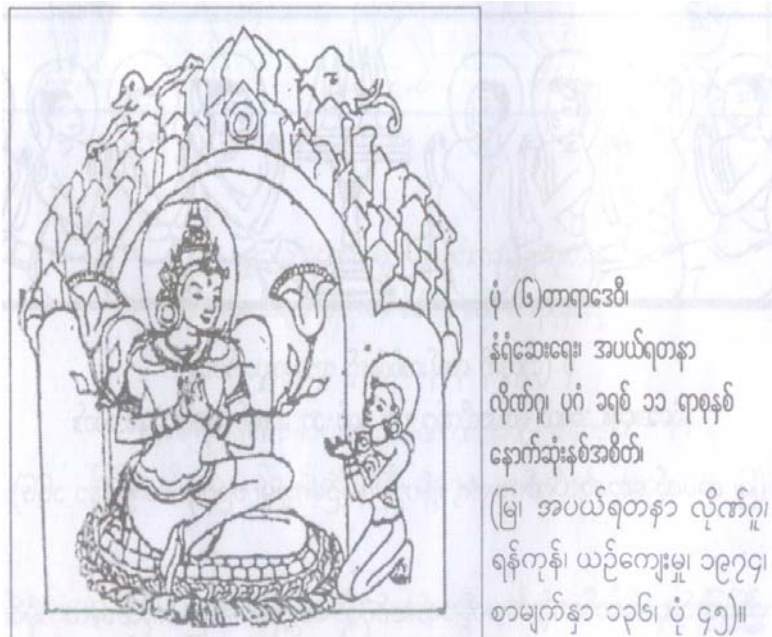 ပုံ (၆)တာရာဒေဝီ၊
နံရံဆေးရေး၊ အပယ်ရတနာ
လိုဏ်ဂူ၊ ပုဂံ ခရစ် ၁၁ ရာစုနှစ်
နောက်ဆုံးနှစ်အစိတ်၊
(မြ၊ အပယ်ရတနာ လိုဏ်ဂူ၊
ရန်ကုန်၊ ယဉ်ကျေးမှု၊ ၁၉၇၄၊
စာမျက်နှာ ၁၃၆၊ ပုံ ၄၅)။